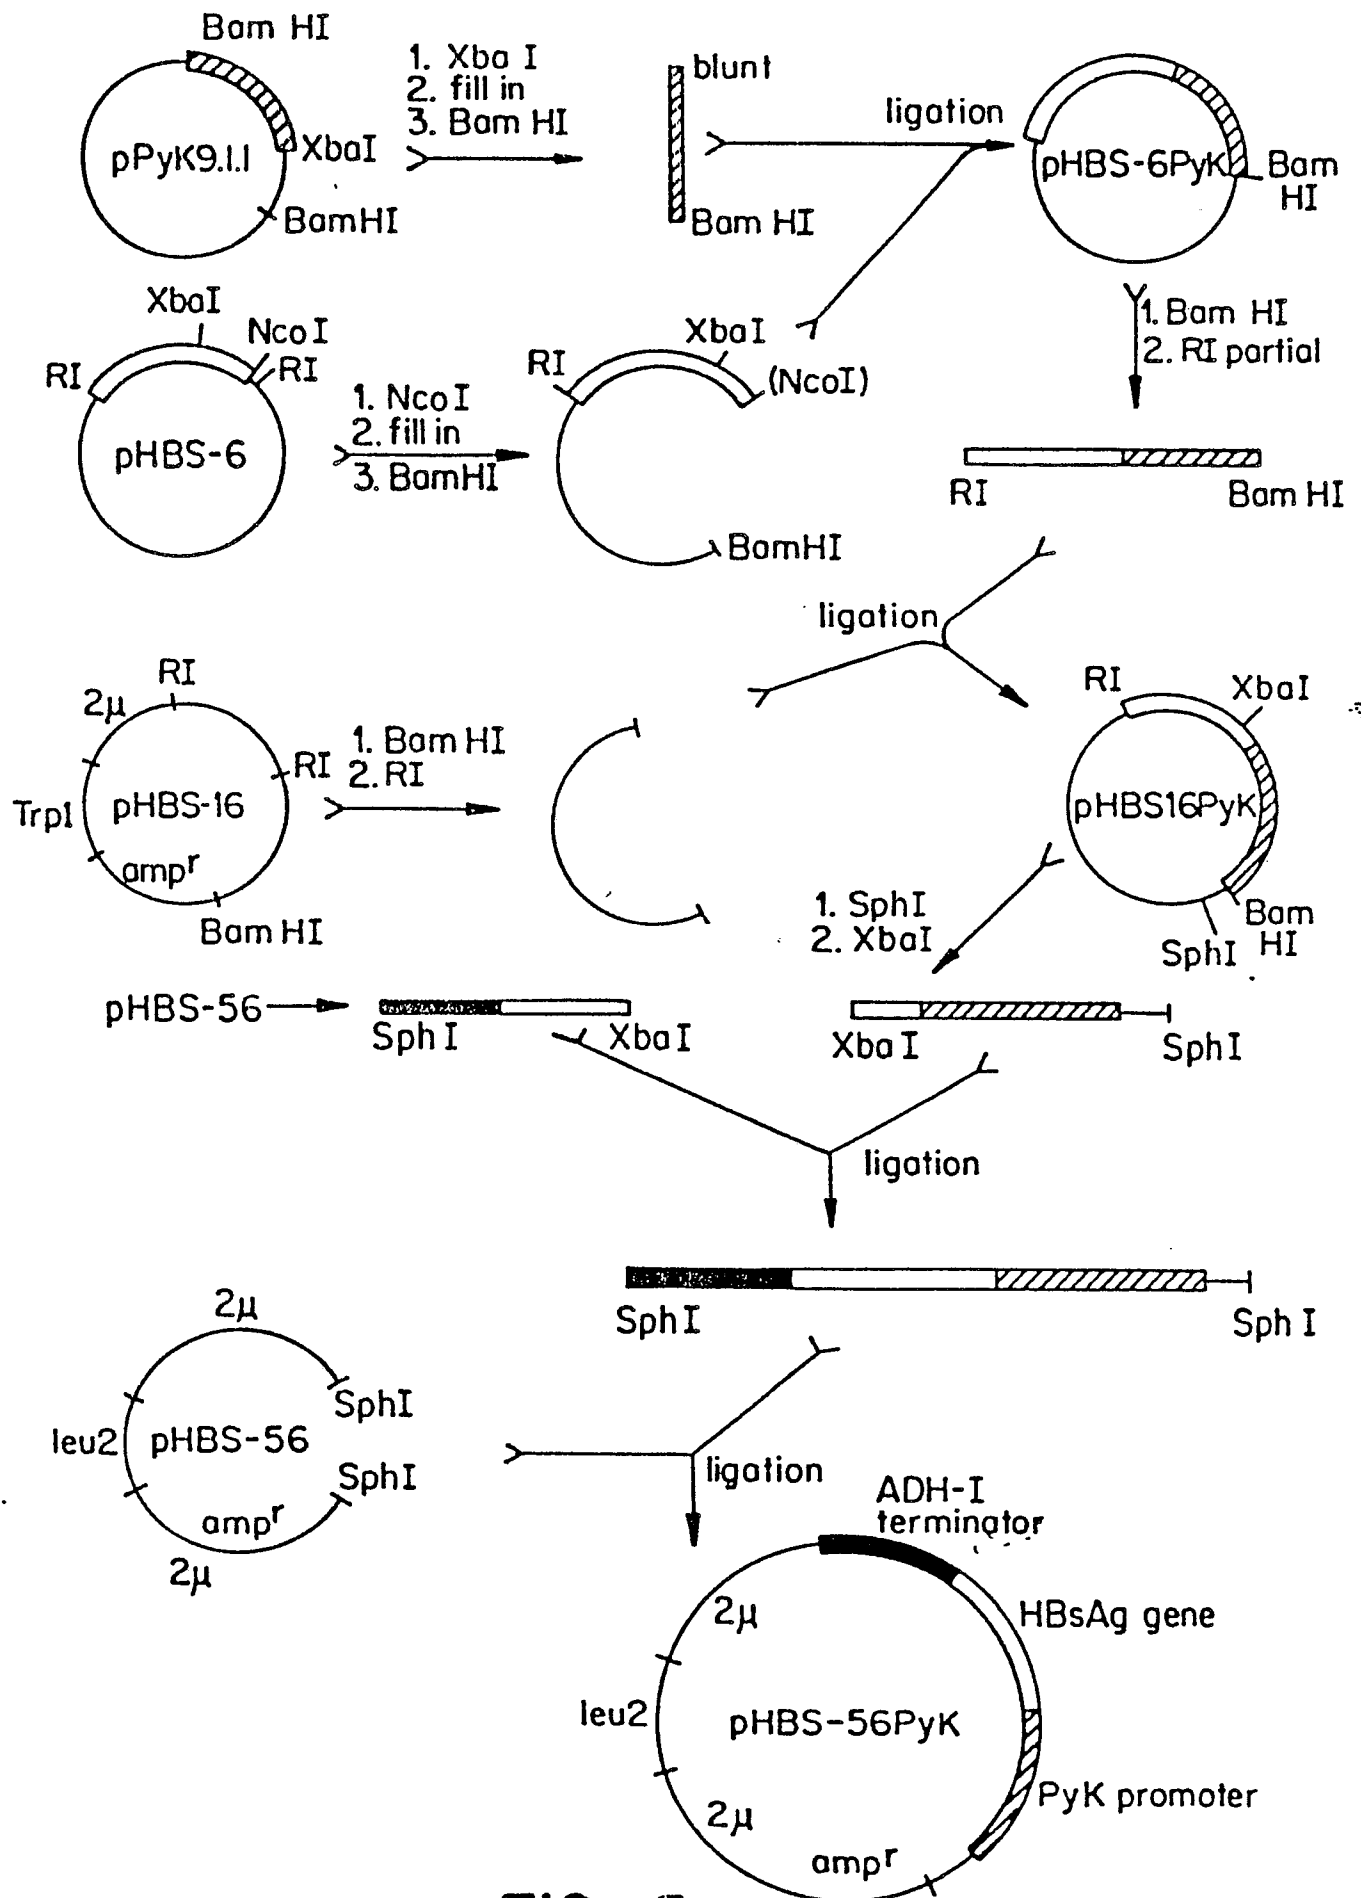 Bam HI
1. Xba I
2. fill in
3. Bam HI
pPyK9.1.1
XbaI
BamHI
blunt
Bam HI
ligation
pHBS-6PyK
Bam
HI
1. Bam HI
2. RI partial
XbaI
NcoI
RI
RI
pHBS-6
1. NcoI
2. fill in
3. BamHI
XbaI
RI
(NcoI)
BamHI
RI
Bam HI
ligation
RI
2μ
RI
Trp1
pHBS-16
ampr
Bam HI
1. Bam HI
2. RI
RI
XbaI
pHBS16PyK
Bam
HI
SphI
1. SphI
2. XbaI
pHBS-56
SphI
XbaI
XbaI
SphI
ligation
SphI
SphI
2μ
SphI
leu2
pHBS-56
SphI
ampr
2μ
ligation
ADH-I
terminator
2μ
HBsAg gene
leu2
pHBS-56PyK
PyK promoter
2μ
ampr